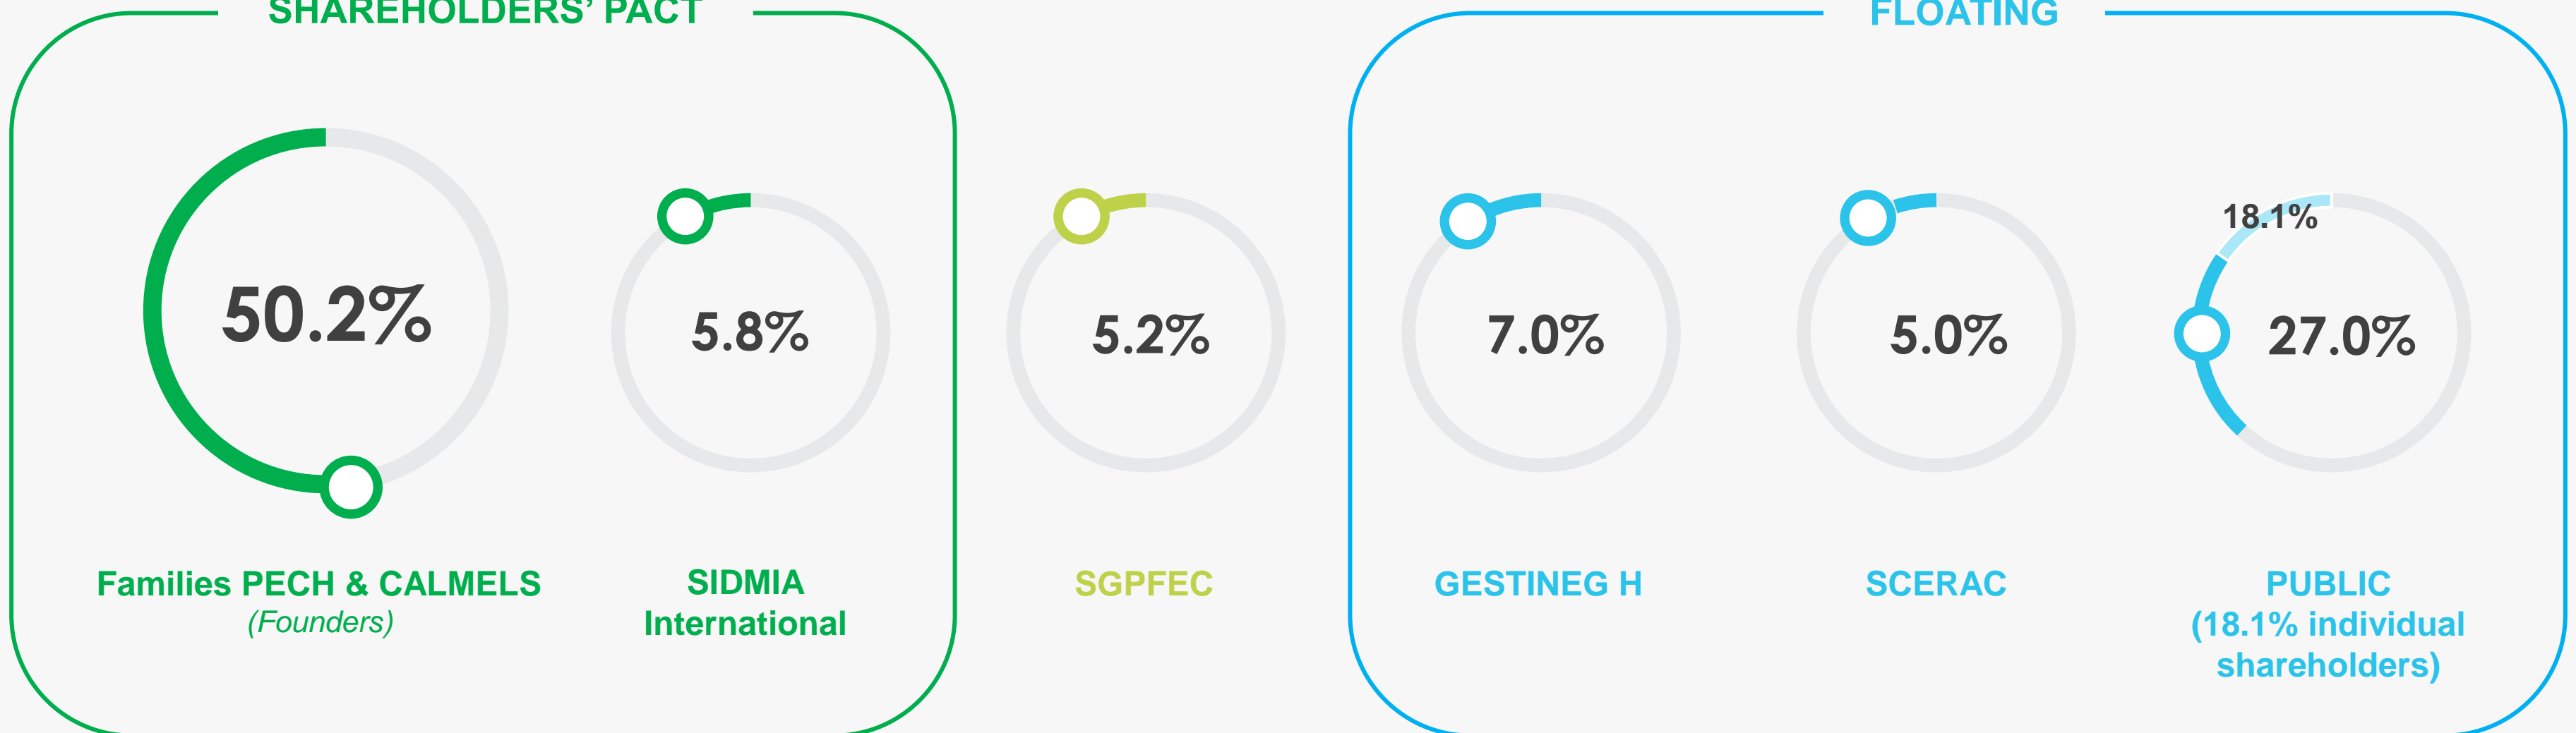 SHAREHOLDERS’ PACT
FLOATING
50.2%
5.8%
5.2%
7.0%
5.0%
18.1%
27.0%
Families PECH & CALMELS
(Founders)
SIDMIA
International
SGPFEC
GESTINEG H
SCERAC
PUBLIC
(18.1% individual
shareholders)